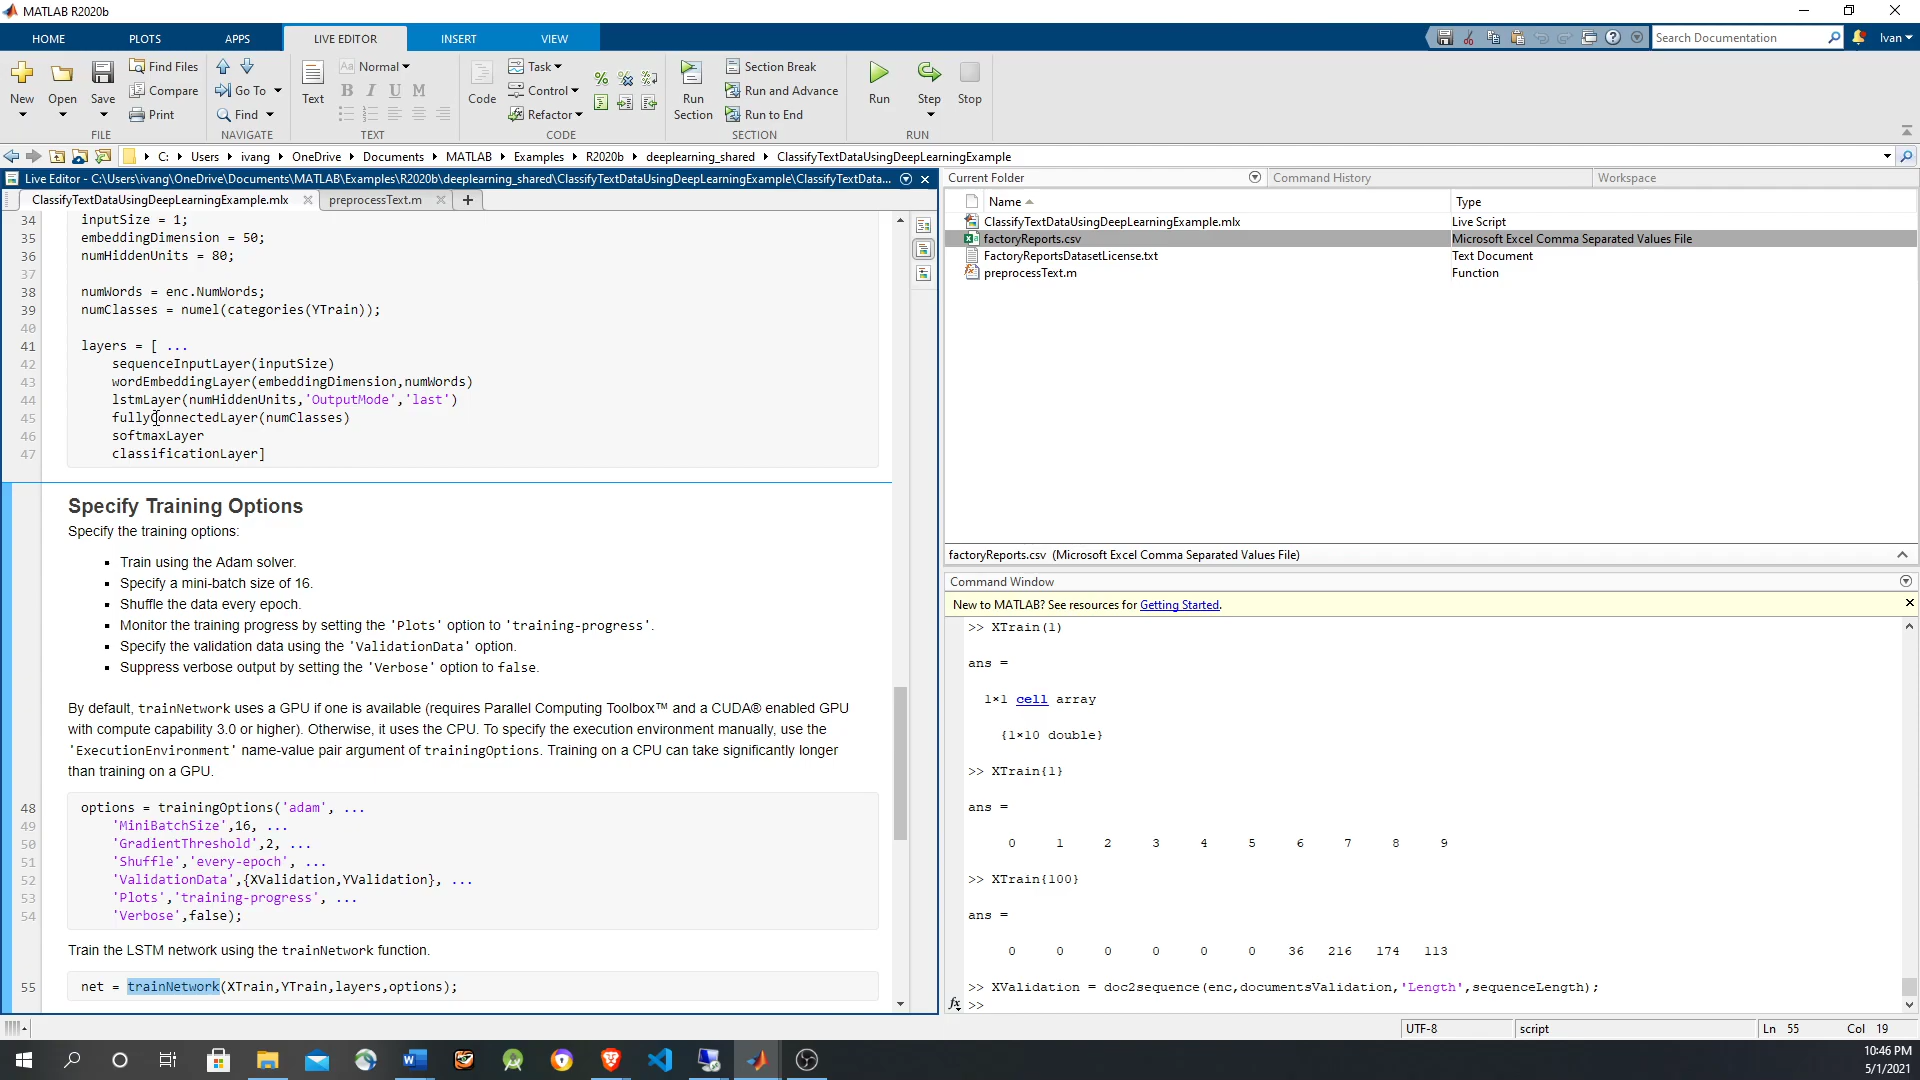 MATLAB R2020b
HOME
PLOTS
APPS
LIVE EDITOR
INSERT
VIEW
Search Documentation
Ivan
New
Open
Save
Find Files
Compare
Print
FILE
Go To
Find
NAVIGATE
Text
Aa Normal
B I U M
TEXT
Code
Task
Control
Refactor
CODE
Run Section
Section Break
Run and Advance
Run to End
SECTION
Run
Step
Stop
RUN
C: Users ivang OneDrive Documents MATLAB Examples R2020b deeplearning_shared ClassifyTextDataUsingDeepLearningExample
Live Editor - C:\Users\ivang\OneDrive\Documents\MATLAB\Examples\R2020b\deeplearning_shared\ClassifyTextDataUsingDeepLearningExample\ClassifyTextData...
ClassifyTextDataUsingDeepLearningExample.mlx
preprocessText.m
34 inputSize = 1;
35 embeddingDimension = 50;
36 numHiddenUnits = 80;
37
38 numWords = enc.NumWords;
39 numClasses = numel(categories(YTrain));
40
41 layers = [ ...
42 sequenceInputLayer(inputSize)
43 wordEmbeddingLayer(embeddingDimension,numWords)
44 lstmLayer(numHiddenUnits,'OutputMode','last')
45 fullyConnectedLayer(numClasses)
46 softmaxLayer
47 classificationLayer]
Specify Training Options
Specify the training options:
Train using the Adam solver.
Specify a mini-batch size of 16.
Shuffle the data every epoch.
Monitor the training progress by setting the 'Plots' option to 'training-progress'.
Specify the validation data using the 'ValidationData' option.
Suppress verbose output by setting the 'Verbose' option to false.
By default, trainNetwork uses a GPU if one is available (requires Parallel Computing Toolbox™ and a CUDA® enabled GPU
with compute capability 3.0 or higher). Otherwise, it uses the CPU. To specify the execution environment manually, use the
'ExecutionEnvironment' name-value pair argument of trainingOptions. Training on a CPU can take significantly longer
than training on a GPU.
48 options = trainingOptions('adam', ...
49 'MiniBatchSize',16, ...
50 'GradientThreshold',2, ...
51 'Shuffle','every-epoch', ...
52 'ValidationData',{XValidation,YValidation}, ...
53 'Plots','training-progress', ...
54 'Verbose',false);
Train the LSTM network using the trainNetwork function.
55 net = trainNetwork(XTrain,YTrain,layers,options);
Current Folder
Command History
Workspace
Name Type
ClassifyTextDataUsingDeepLearningExample.mlx Live Script
factoryReports.csv Microsoft Excel Comma Separated Values File
FactoryReportsDatasetLicense.txt Text Document
preprocessText.m Function
factoryReports.csv (Microsoft Excel Comma Separated Values File)
Command Window
New to MATLAB? See resources for Getting Started.
>> XTrain(1)
ans =
1×1 cell array
{1×10 double}
>> XTrain{1}
ans =
0 1 2 3 4 5 6 7 8 9
>> XTrain{100}
ans =
0 0 0 0 0 0 36 216 174 113
>> XValidation = doc2sequence(enc,documentsValidation,'Length',sequenceLength);
fx >>
UTF-8
script
Ln 55 Col 19
10:46 PM
5/1/2021